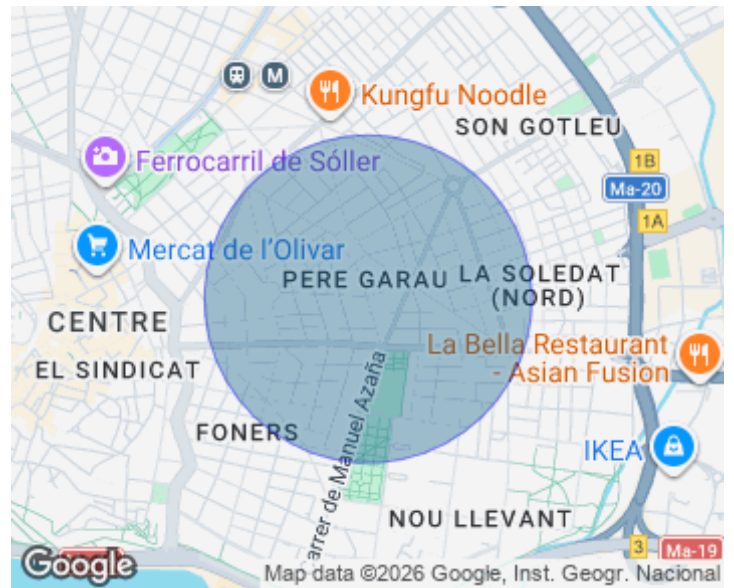 M
Kungfu Noodle
SON GOTLEU
Ferrocarril de Sóller
1B
Ma-20
1A
Mercat de l'Olivar
PERE GARAU
LA SOLEDAT
(NORD)
CENTRE
EL SINDICAT
La Bella Restaurant
- Asian Fusion
Carrer de Manuel Azaña
FONERS
IKEA
NOU LLEVANT
3
Ma-19
Google
Map data ©2026 Google, Inst. Geogr. Nacional